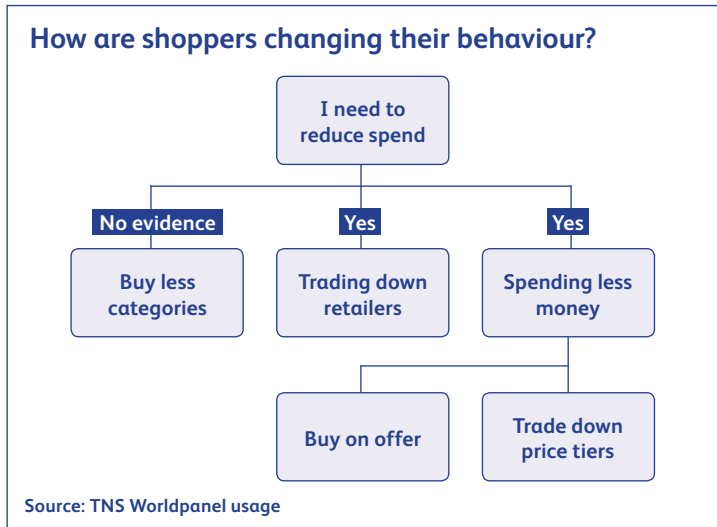 How are shoppers changing their behaviour?
I need to
reduce spend
No evidence
Yes
Yes
Buy less
categories
Trading down
retailers
Spending less
money
Buy on offer
Trade down
price tiers
Source: TNS Worldpanel usage